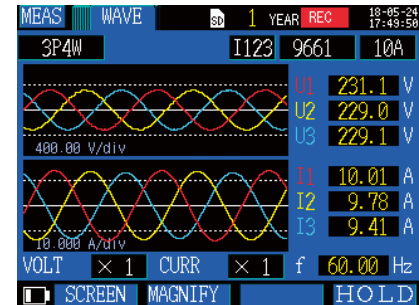 MEAS WAVE SD 1 YEAR REC 18-05-24
17:49:50
3P4W I123 9661 10A
U1 231.1 V
U2 229.0 V
U3 229.1 V
400.00 V/div
I1 10.01 A
I2 9.78 A
I3 9.41 A
10.000 A/div
VOLT × 1 CURR × 1 f 60.00 Hz
SCREEN MAGNIFY HOLD